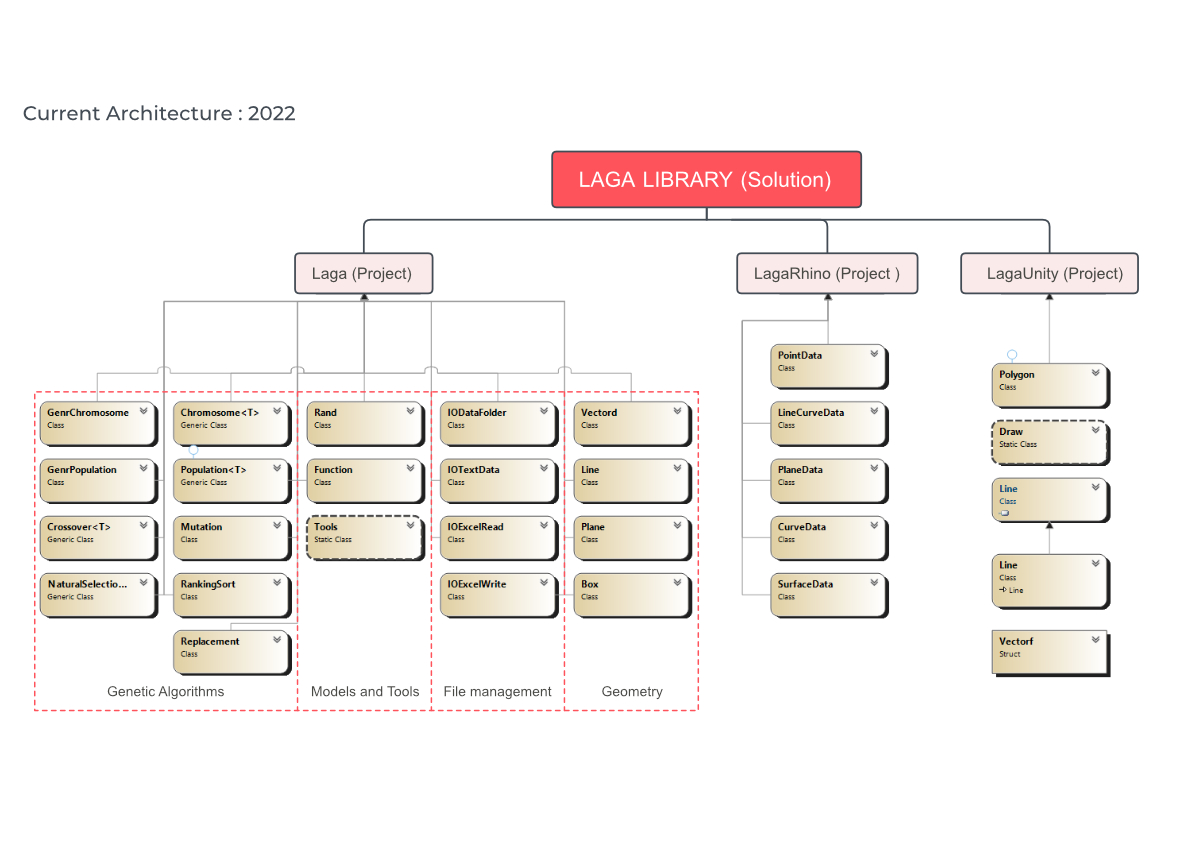 Current Architecture : 2022
LAGA LIBRARY (Solution)
Laga (Project)
LagaRhino (Project )
LagaUnity (Project)
GenrChromosome
Class
GenrPopulation
Class
Crossover<T>
Generic Class
NaturalSelectio...
Generic Class
Chromosome<T>
Generic Class
Population<T>
Generic Class
Mutation
Class
RankingSort
Class
Replacement
Class
Genetic Algorithms
Rand
Class
Function
Class
Tools
Static Class
Models and Tools
IODataFolder
Class
IOTextData
Class
IOExcelRead
Class
IOExcelWrite
Class
File management
Vectord
Class
Line
Class
Plane
Class
Box
Class
Geometry
PointData
Class
LineCurveData
Class
PlaneData
Class
CurveData
Class
SurfaceData
Class
Polygon
Class
Draw
Static Class
Line
Class
Line
Class
Line
Vectorf
Struct